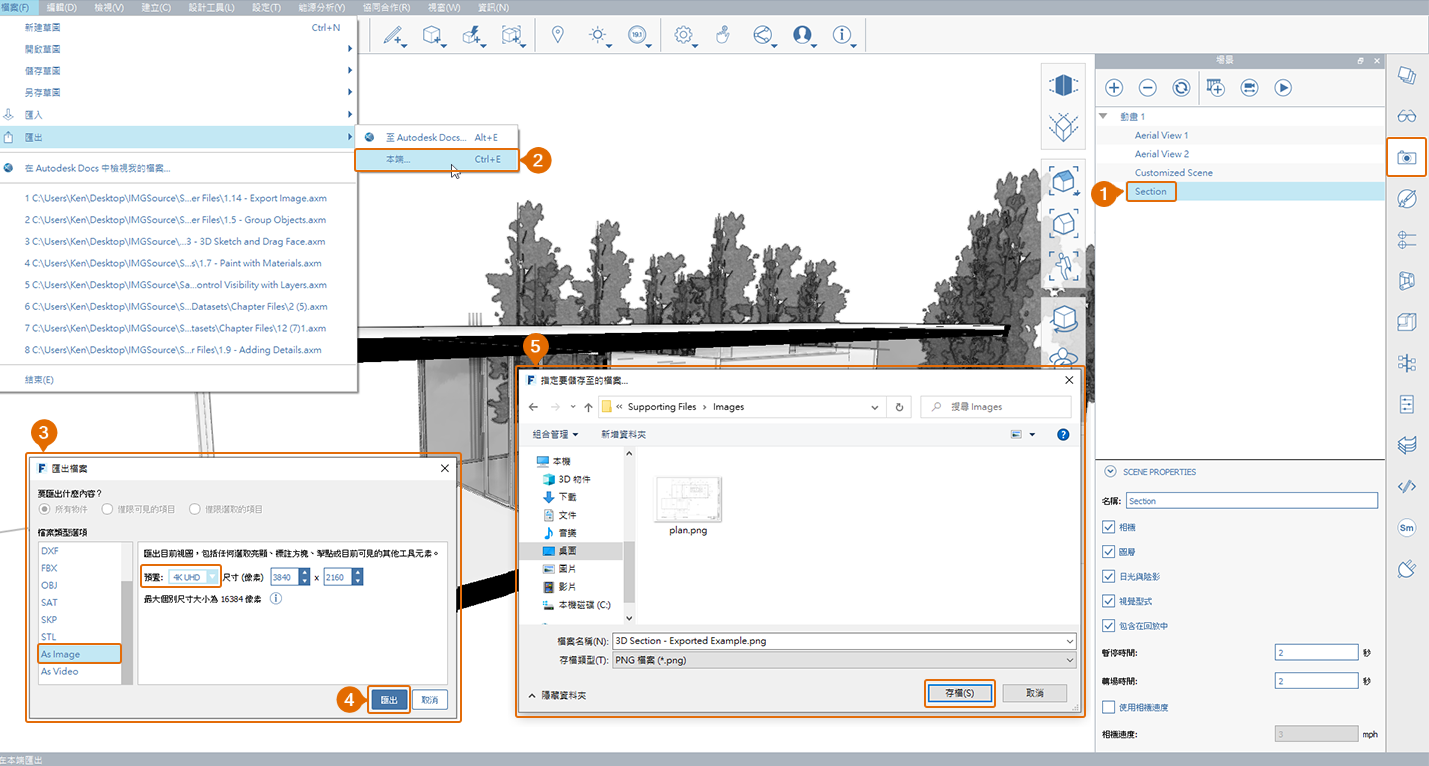 檔案(F) 編輯(D) 檢視(V) 建立(C) 設計工具(L) 設定(T) 能源分析(Y) 協同合作(R) 視窗(W) 資訊(N)
新建草圖 Ctrl+N
開啟草圖
儲存草圖
另存草圖
匯入
匯出
至 Autodesk Docs... Alt+E
本端... Ctrl+E
2
在 Autodesk Docs 中檢視我的檔案...
1 C:\Users\Ken\Desktop\IMGSource\S...er Files\1.14 - Export Image.axm
2 C:\Users\Ken\Desktop\IMGSource\S...er Files\1.5 - Group Objects.axm
3 C:\Users\Ken\Desktop\IMGSource\...3 - 3D Sketch and Drag Face.axm
4 C:\Users\Ken\Desktop\IMGSource\S...s\1.7 - Paint with Materials.axm
5 C:\Users\Ken\Desktop\IMGSource\Sa...ontrol Visibility with Layers.axm
6 C:\Users\Ken\Desktop\IMGSource\...Datasets\Chapter Files\2 (5).axm
7 C:\Users\Ken\Desktop\IMGSource\S...tasets\Chapter Files\12 (7)1.axm
8 C:\Users\Ken\Desktop\IMGSource\S...r Files\1.9 - Adding Details.axm
結束(E)
19.1
場景
動畫 1
Aerial View 1
Aerial View 2
Customized Scene
1
Section
3
匯出檔案
要匯出什麼內容？
所有物件 僅限可見的項目 僅限選取的項目
檔案類型選項
DXF
FBX
OBJ
SAT
SKP
STL
As Image
As Video
匯出目前視圖，包括任何選取亮顯、標註方塊、掣點或目前可見的其他工具元素。
預置: 4K UHD 尺寸 (像素) 3840 x 2160
最大個別尺寸大小為 16384 像素
4
匯出 取消
5
指定要儲存至的檔案...
Supporting Files › Images
搜尋 Images
組合管理 新增資料夾
本機
3D 物件
下載
文件
音樂
桌面
圖片
影片
本機磁碟 (C:)
plan.png
檔案名稱(N): 3D Section - Exported Example.png
存檔類型(T): PNG 檔案 (*.png)
隱藏資料夾
存檔(S) 取消
SCENE PROPERTIES
名稱: Section
相機
圖層
日光與陰影
視覺型式
包含在回放中
暫停時間: 2 秒
轉場時間: 2 秒
使用相機速度
相機速度: 3 mph
Sm
在本端匯出